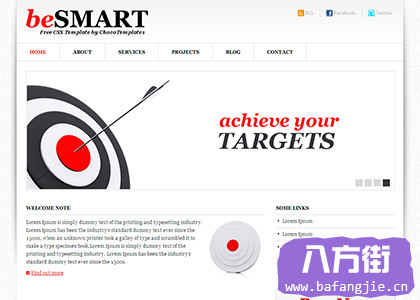 beSMART
Free CSS Template by ChocoTemplates
RSS
Facebook
Twitter
HOME
ABOUT
SERVICES
PROJECTS
BLOG
CONTACT
achieve your
TARGETS
WELCOME NOTE
Lorem Ipsum is simply dummy text of the printing and typesetting industry.
Lorem Ipsum has been the industry's standard dummy text ever since the
1500s, when an unknown printer took a galley of type and scrambled it to
make a type specimen book.Lorem Ipsum is simply dummy text of the
printing and typesetting industry. Lorem Ipsum has been the industry's
standard dummy text ever since the 1500s
Find out more
SOME LINKS
Lorem Ipsum
Lorem Ipsum
Lorem Ipsum
八方街
www.bafangjie.cn